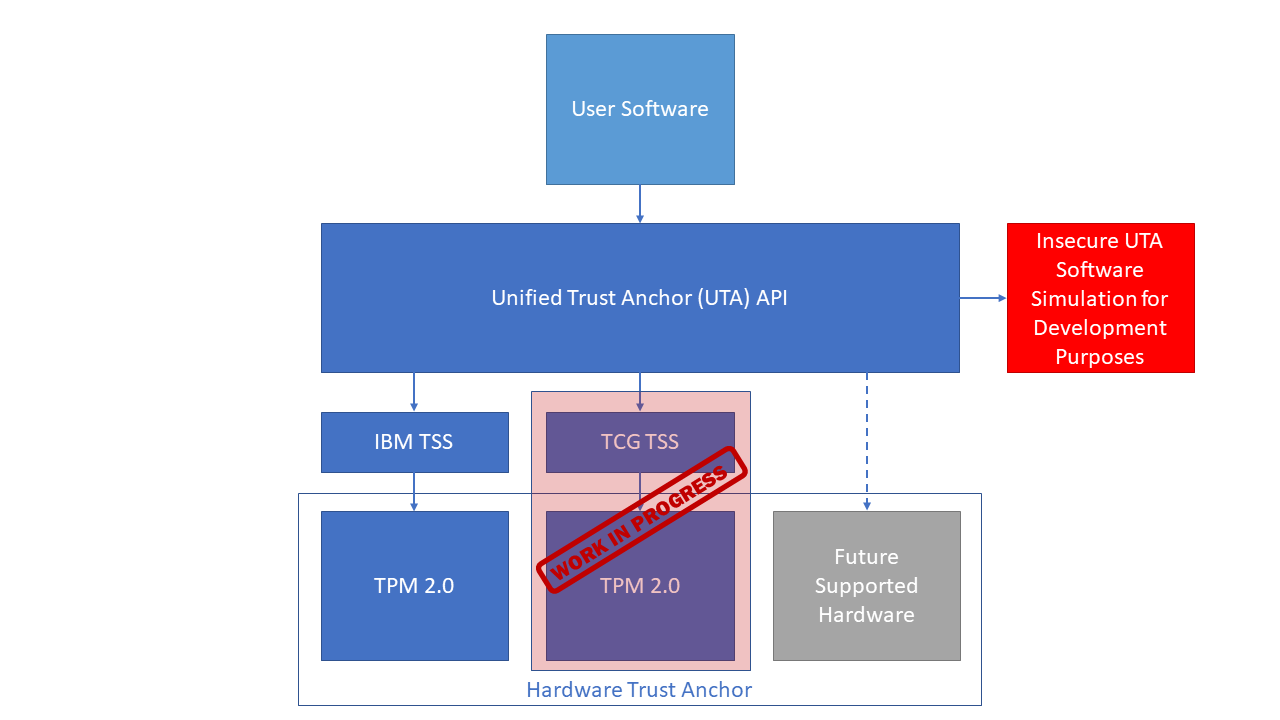 User Software
Unified Trust Anchor (UTA) API
Insecure UTA
Software
Simulation for
Development
Purposes
IBM TSS
TCG TSS
WORK IN PROGRESS
TPM 2.0
TPM 2.0
Future
Supported
Hardware
Hardware Trust Anchor